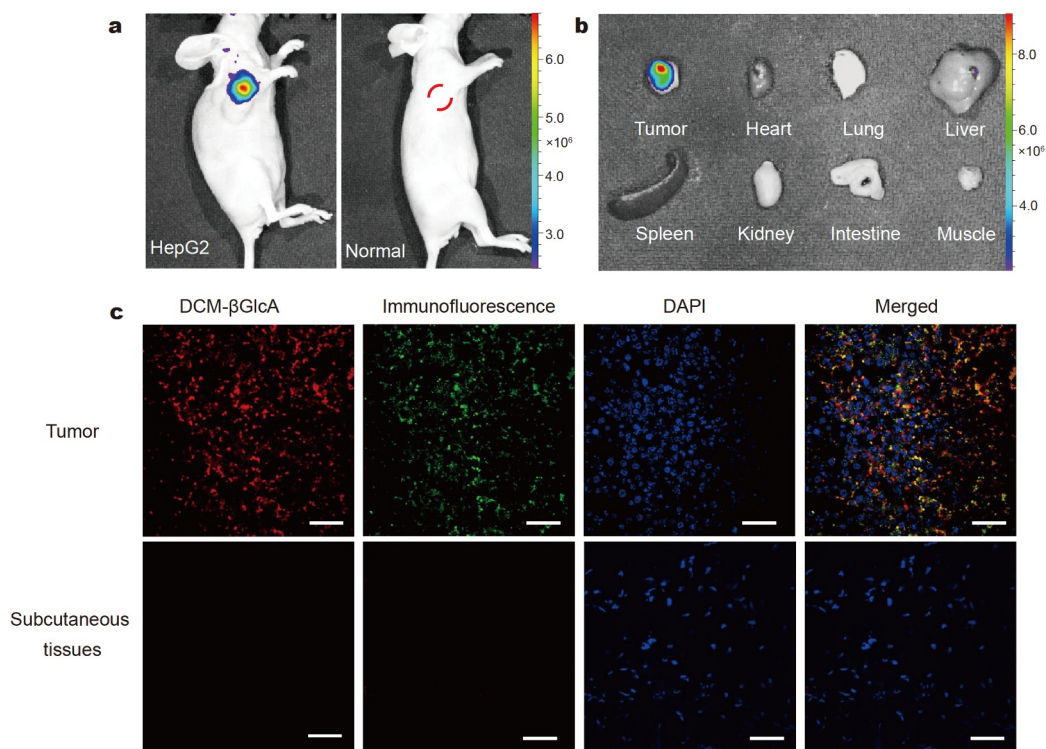 a
HepG2
Normal
6.0
5.0
×10⁶
4.0
3.0
b
Tumor
Heart
Lung
Liver
Spleen
Kidney
Intestine
Muscle
8.0
6.0
×10⁶
4.0
c
DCM-βGlcA
Immunofluorescence
DAPI
Merged
Tumor
Subcutaneous
tissues